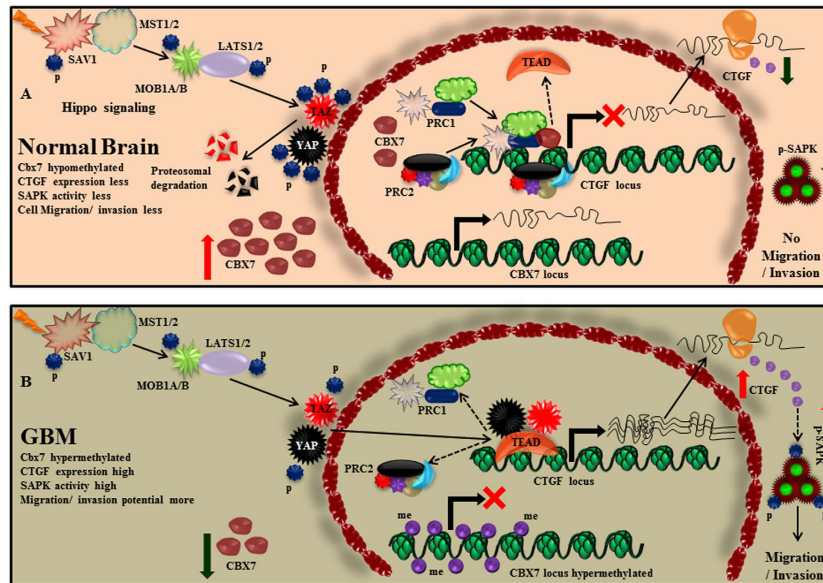 MST1/2
SAV1
p
MOB1A/B
LATS1/2
p
A
Hippo signaling
TAZ
YAP
p
p
Normal Brain
Cbx7 hypomethylated
CTGF expression less
SAPK activity less
Cell Migration/ invasion less
Proteosomal
degradation
CBX7
TEAD
PRC1
CBX7
PRC2
CTGF locus
CBX7 locus
CTGF
p-SAPK
No
Migration
/ Invasion
MST1/2
SAV1
p
MOB1A/B
LATS1/2
p
B
TAZ
p
YAP
p
GBM
Cbx7 hypermethylated
CTGF expression high
SAPK activity high
Migration/ invasion potential more
CBX7
PRC1
TEAD
PRC2
CTGF locus
me
me
me
CBX7 locus hypermethylated
CTGF
p-SAPK
p
p
Migration
/ Invasion